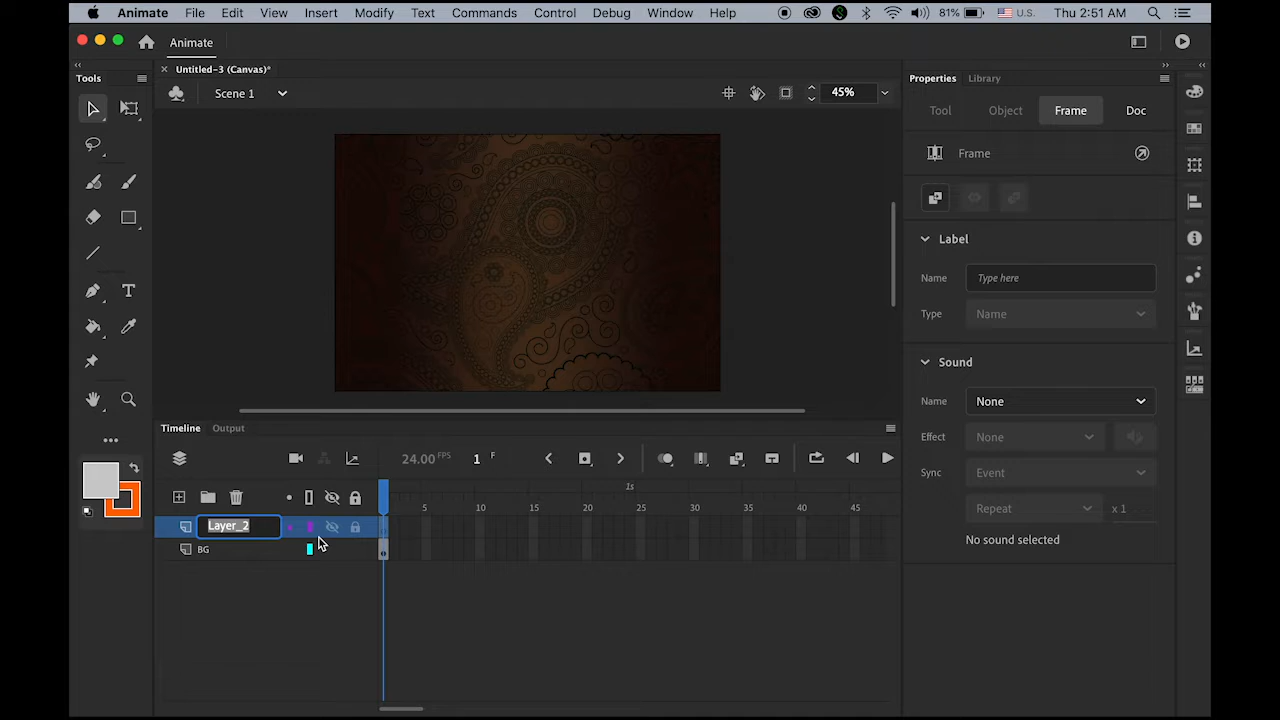 Animate File Edit View Insert Modify Text Commands Control Debug Window Help 81% U.S. Thu 2:51 AM
Animate
Tools
Untitled-3 (Canvas)*
Properties Library
Scene 1
45%
Tool Object Frame Doc
Frame
Label
Name Type here
Type Name
Sound
Name None
Effect None
Sync Event
Repeat x 1
No sound selected
Timeline Output
24.00 FPS 1 F
1s
5 10 15 20 25 30 35 40 45
Layer_2
BG